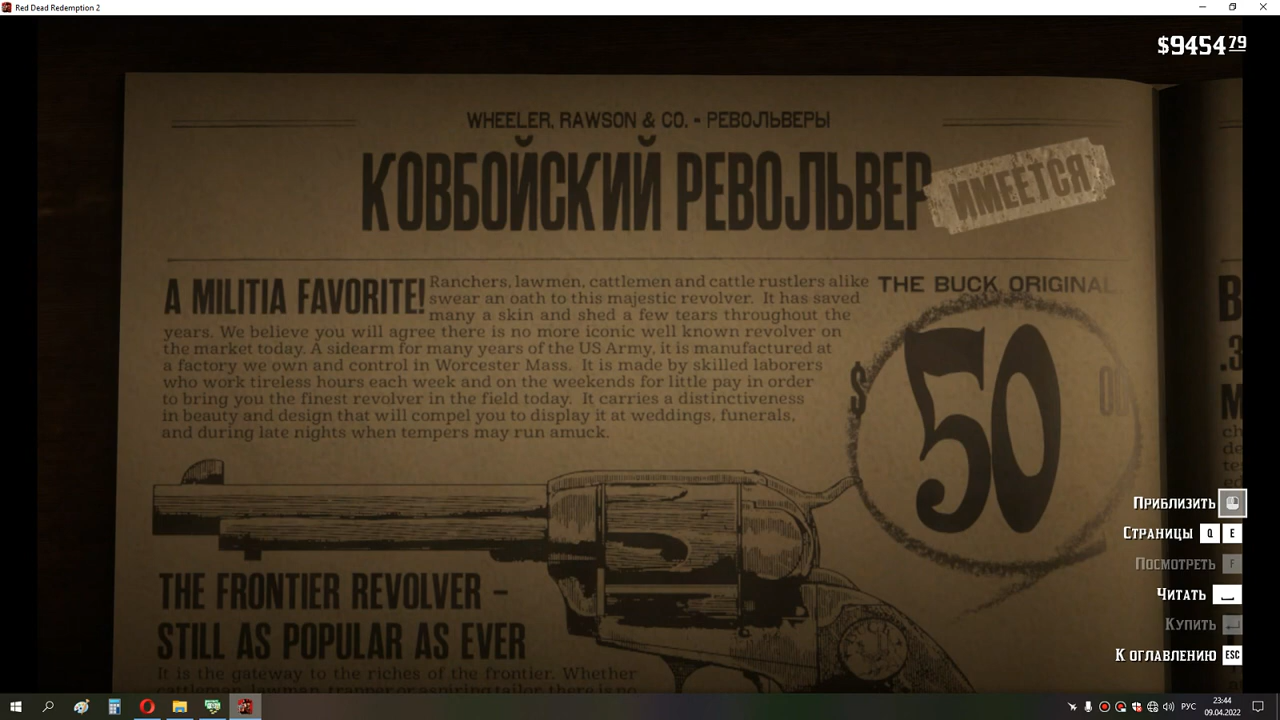 Red Dead Redemption 2
$9454 79
WHEELER, RAWSON & CO. - РЕВОЛЬВЕРЫ
КОВБОЙСКИЙ РЕВОЛЬВЕР
ИМЕЕТСЯ
A MILITIA FAVORITE! Ranchers, lawmen, cattlemen and cattle rustlers alike
swear an oath to this majestic revolver. It has saved
many a skin and shed a few tears throughout the
years. We believe you will agree there is no more iconic well known revolver on
the market today. A sidearm for many years of the US Army, it is manufactured at
a factory we own and control in Worcester Mass. It is made by skilled laborers
who work tireless hours each week and on the weekends for little pay in order
to bring you the finest revolver in the field today. It carries a distinctiveness
in beauty and design that will compel you to display it at weddings, funerals,
and during late nights when tempers may run amuck.
THE BUCK ORIGINAL
$50
THE FRONTIER REVOLVER –
STILL AS POPULAR AS EVER
It is the gateway to the riches of the frontier. Whether
cattleman, lawman, trapper or aspiring tailor, there is no
Приблизить
Страницы Q E
Посмотреть F
Читать
Купить
К оглавлению ESC
РУС
23:44
09.04.2022